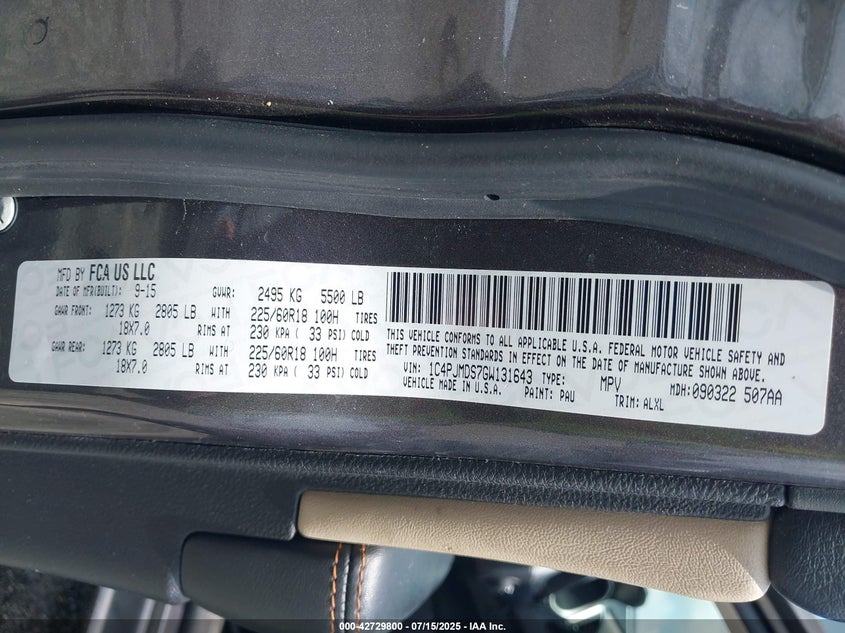 MFD BY FCA US LLC
DATE OF MFR(BUILT): 9-15 GVWR: 2495 KG 5500 LB
GAWR FRONT: 1273 KG 2805 LB WITH 225/60R18 100H TIRES
18X7.0 RIMS AT 230 KPA ( 33 PSI) COLD
GAWR REAR: 1273 KG 2805 LB WITH 225/60R18 100H TIRES
18X7.0 RIMS AT 230 KPA ( 33 PSI) COLD
THIS VEHICLE CONFORMS TO ALL APPLICABLE U.S.A. FEDERAL MOTOR VEHICLE SAFETY AND
THEFT PREVENTION STANDARDS IN EFFECT ON THE DATE OF MANUFACTURE SHOWN ABOVE.
VIN: 1C4PJMDS7GW131643 TYPE: MPV MDH:090322 507AA
VEHICLE MADE IN U.S.A. PAINT: PAU TRIM: ALXL
000-42729800 - 07/15/2025 - IAA Inc.